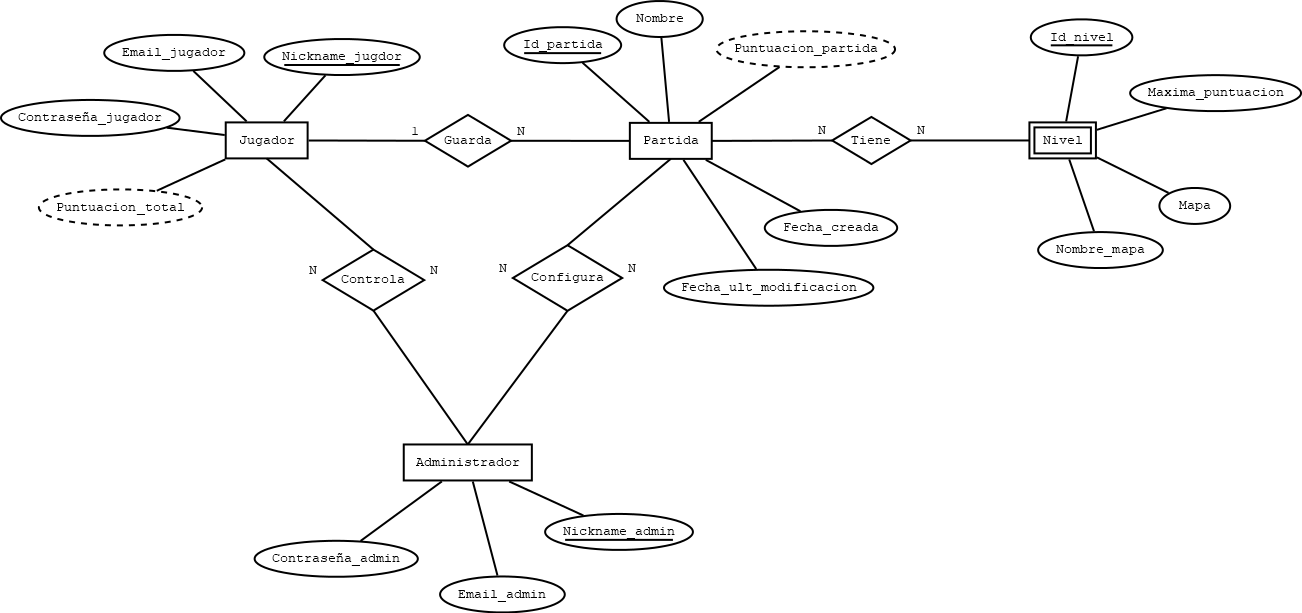 Nombre
Id_partida
Puntuacion_partida
Id_nivel
Email_jugador
Nickname_jugdor
Maxima_puntuacion
Contraseña_jugador
Jugador
1
Guarda
N
Partida
N
Tiene
N
Nivel
Puntuacion_total
Mapa
Fecha_creada
Nombre_mapa
N
Controla
N
N
Configura
N
Fecha_ult_modificacion
Administrador
Nickname_admin
Contraseña_admin
Email_admin